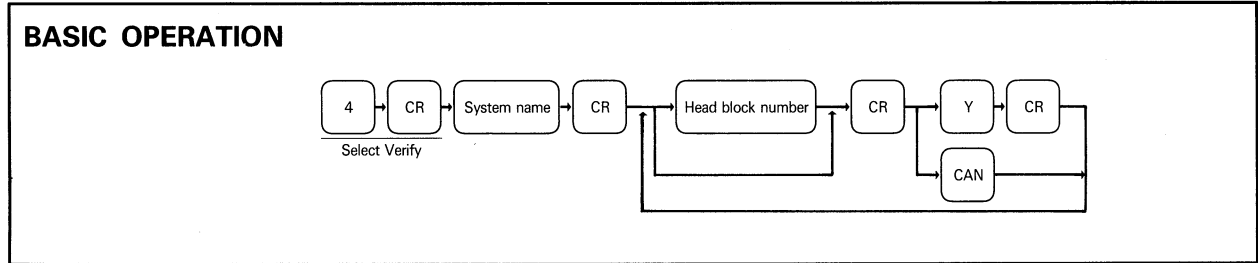 BASIC OPERATION
4 CR System name CR Head block number CR Y CR
Select Verify
CAN